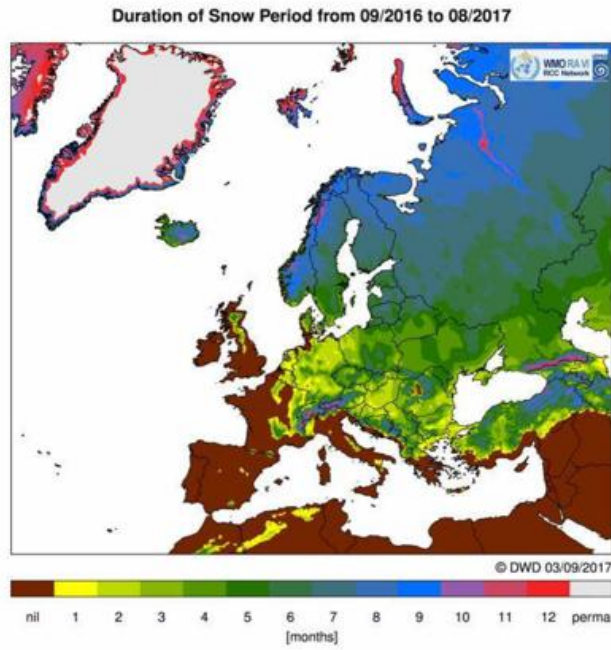 Duration of Snow Period from 09/2016 to 08/2017
WMO RA VI
RCC Network
© DWD 03/09/2017
nil 1 2 3 4 5 6 7 8 9 10 11 12 perma
[months]